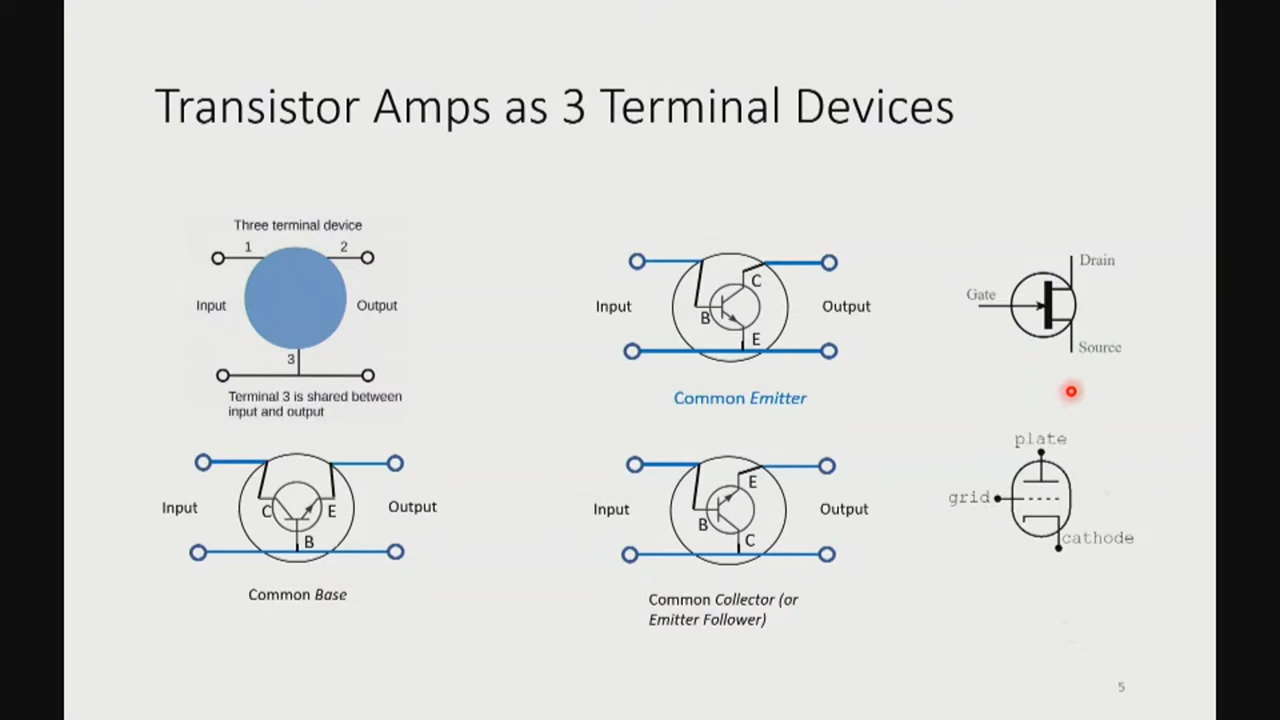 Transistor Amps as 3 Terminal Devices
Three terminal device
1
2
Input
Output
3
Terminal 3 is shared between
input and output
Input
Output
B
C
E
Common Emitter
Gate
Drain
Source
Input
Output
C
E
B
Common Base
Input
Output
B
E
C
Common Collector (or
Emitter Follower)
plate
grid
cathode
5